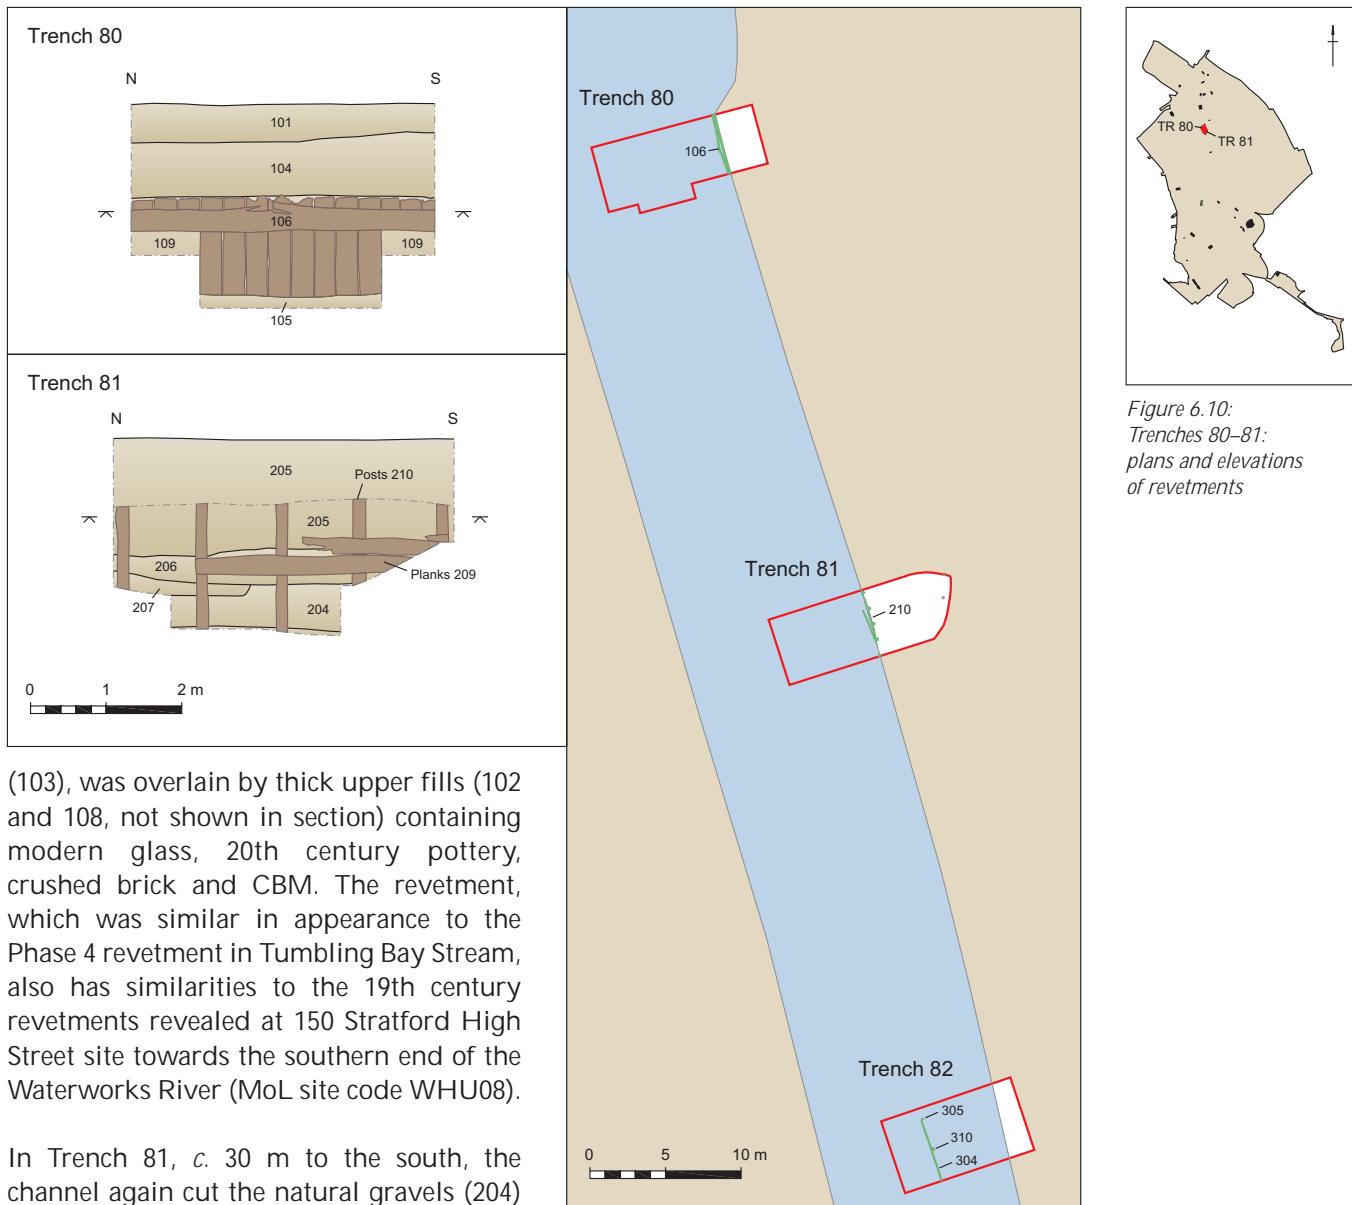 Trench 80
N
S
101
104
106
109
109
105
Trench 81
N
S
205
Posts 210
205
206
Planks 209
207
204
0 1 2 m
Trench 80
106
Trench 81
210
Trench 82
305
310
304
0 5 10 m
TR 80
TR 81
Figure 6.10:
Trenches 80–81:
plans and elevations
of revetments
(103), was overlain by thick upper fills (102
and 108, not shown in section) containing
modern glass, 20th century pottery,
crushed brick and CBM. The revetment,
which was similar in appearance to the
Phase 4 revetment in Tumbling Bay Stream,
also has similarities to the 19th century
revetments revealed at 150 Stratford High
Street site towards the southern end of the
Waterworks River (MoL site code WHU08).
In Trench 81, c. 30 m to the south, the
channel again cut the natural gravels (204)